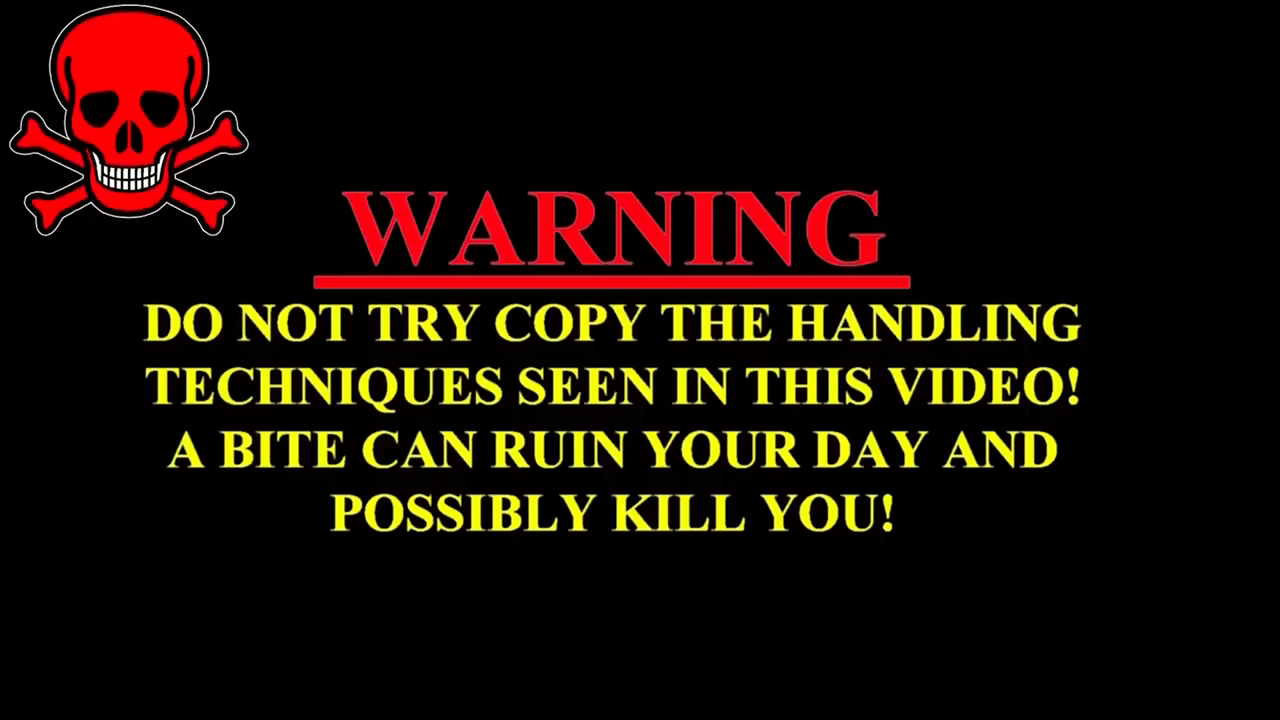 WARNING
DO NOT TRY COPY THE HANDLING
TECHNIQUES SEEN IN THIS VIDEO!
A BITE CAN RUIN YOUR DAY AND
POSSIBLY KILL YOU!